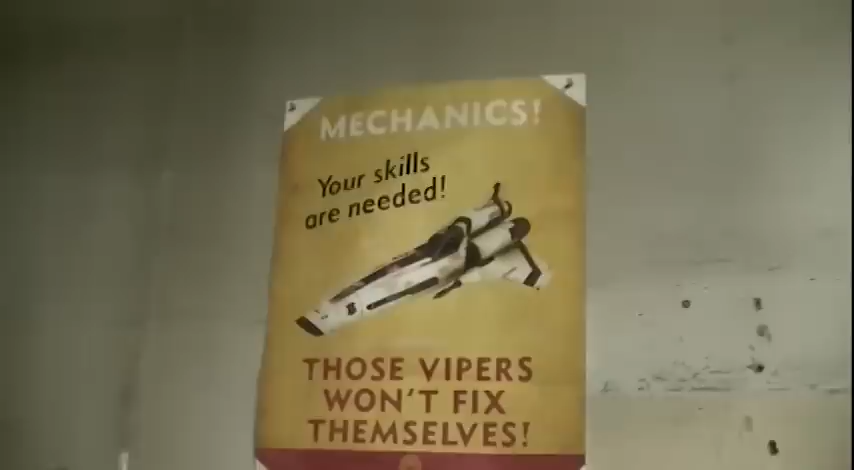 MECHANICS!
Your skills
are needed!
THOSE VIPERS
WON'T FIX
THEMSELVES!